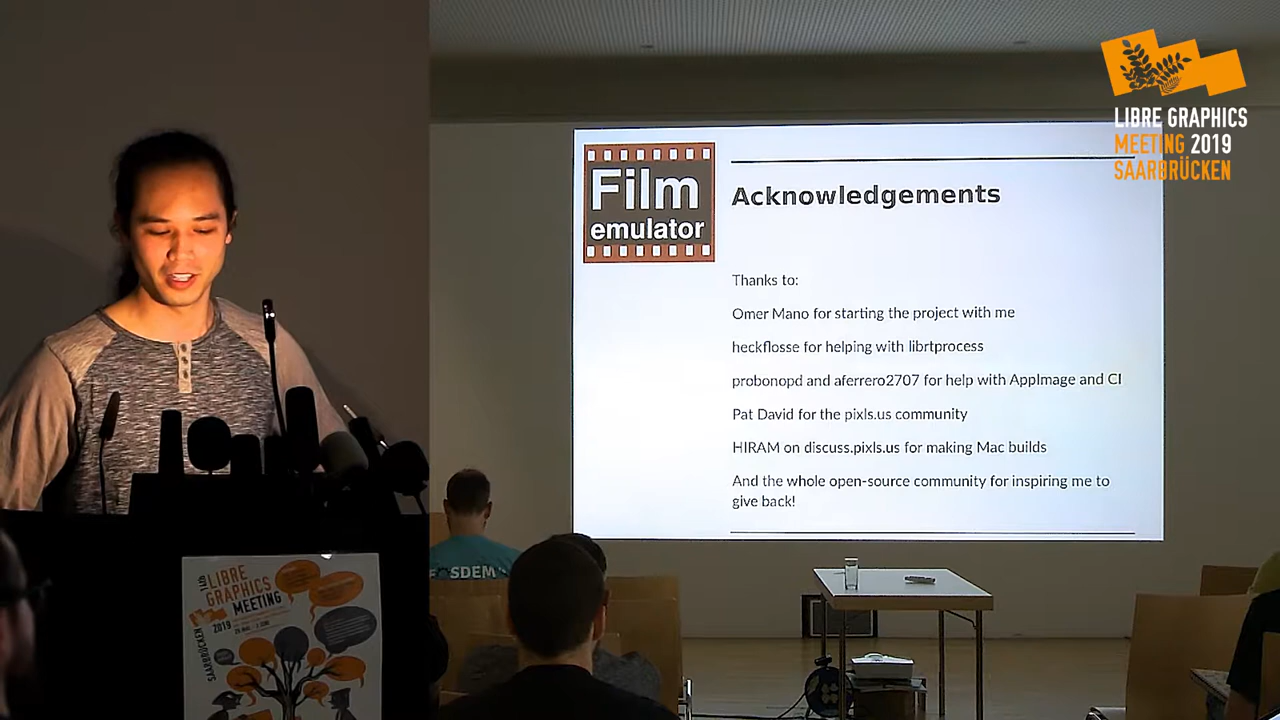 LIBRE GRAPHICS
MEETING 2019
SAARBRÜCKEN
Film
emulator
Acknowledgements
Thanks to:
Omer Mano for starting the project with me
heckflosse for helping with librtprocess
probonopd and aferrero2707 for help with AppImage and CI
Pat David for the pixls.us community
HIRAM on discuss.pixls.us for making Mac builds
And the whole open-source community for inspiring me to
give back!
SDEM
LIBRE
GRAPHICS
MEETING
2019
SAARBRÜCKEN